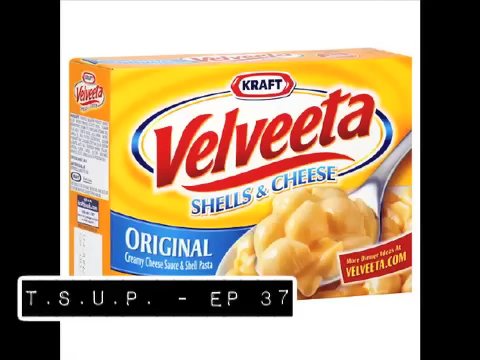 KRAFT
Velveeta
SHELLS & CHEESE
ORIGINAL
Creamy Cheese Sauce & Shell Pasta
More Dinner Ideas At
VELVEETA.COM
KRAFT
Velveeta
T.S.U.P. - EP 37